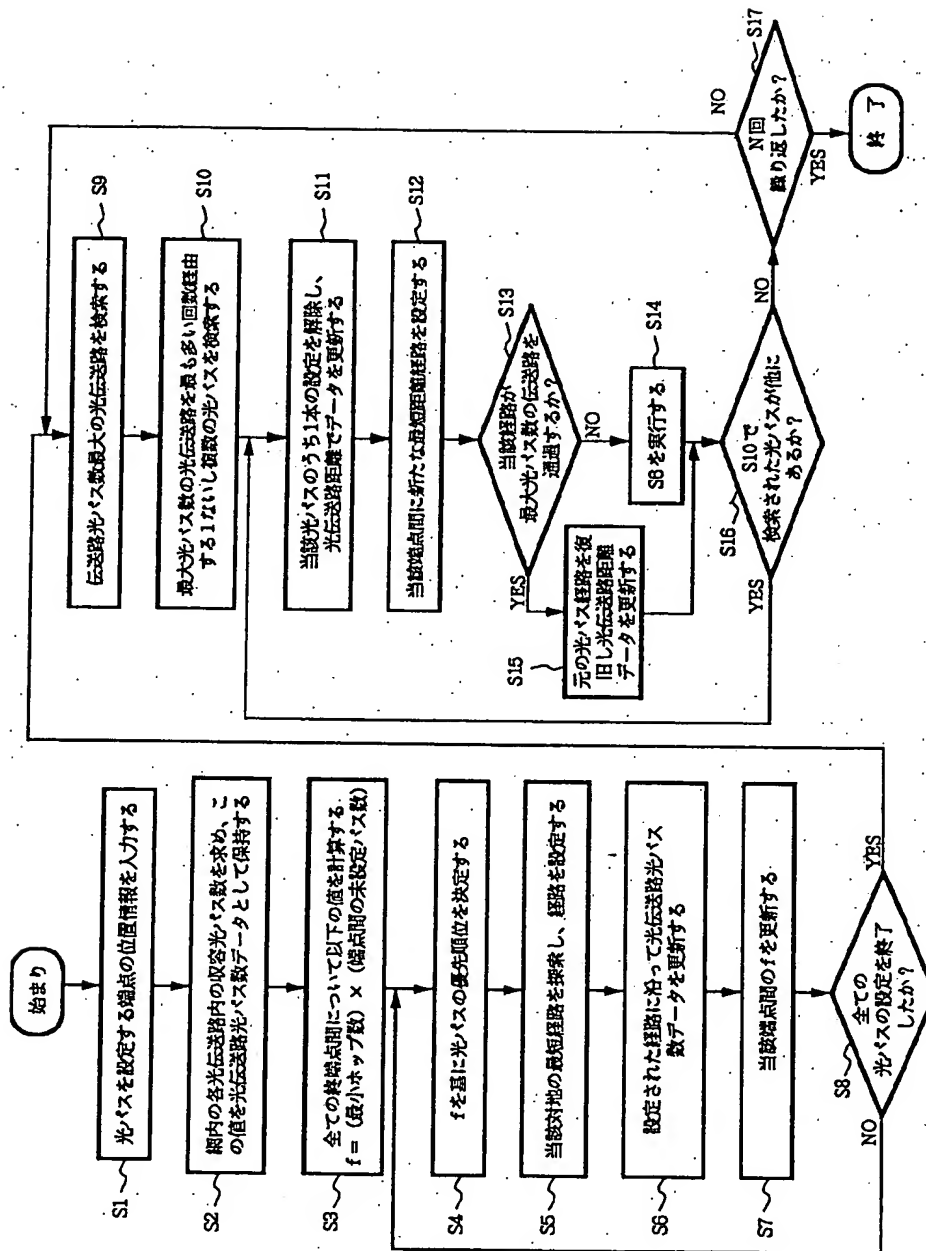 始まり
S1
光パスを設定する端点の位置情報を入力する
S2
網内の各光伝送路内の収容光パス数を求め、こ
の値を光伝送路光パス数データとして保持する
S3
全ての終端点間について以下の値を計算する
f=(最小ホップ数)×(端点間の未設定パス数)
S4
fを基に光パスの優先順位を決定する
S5
当該対地の最短経路を探索し、経路を設定する
S6
設定された経路に沿って光伝送路光パス
数データを更新する
S7
当該端点間のfを更新する
S8
全ての
光パスの設定を終了
したか?
NO
YES
S9
伝送路光パス数最大の光伝送路を検索する
S10
最大光パス数の光伝送路を最も多い回数経由
する1ないし複数の光パスを検索する
S11
当該光パスのうち1本の設定を解除し、
光伝送路距離でデータを更新する
S12
当該端点間に新たな最短距離経路を設定する
S13
当該経路が
最大光パス数の伝送路を
通過するか?
YES
NO
S14
S6を実行する
S15
元の光パス経路を復
旧し光伝送路距離
データを更新する
S16
S10で
検索された光パスが他に
あるか?
YES
NO
S17
N回
繰り返したか?
NO
YES
終 了